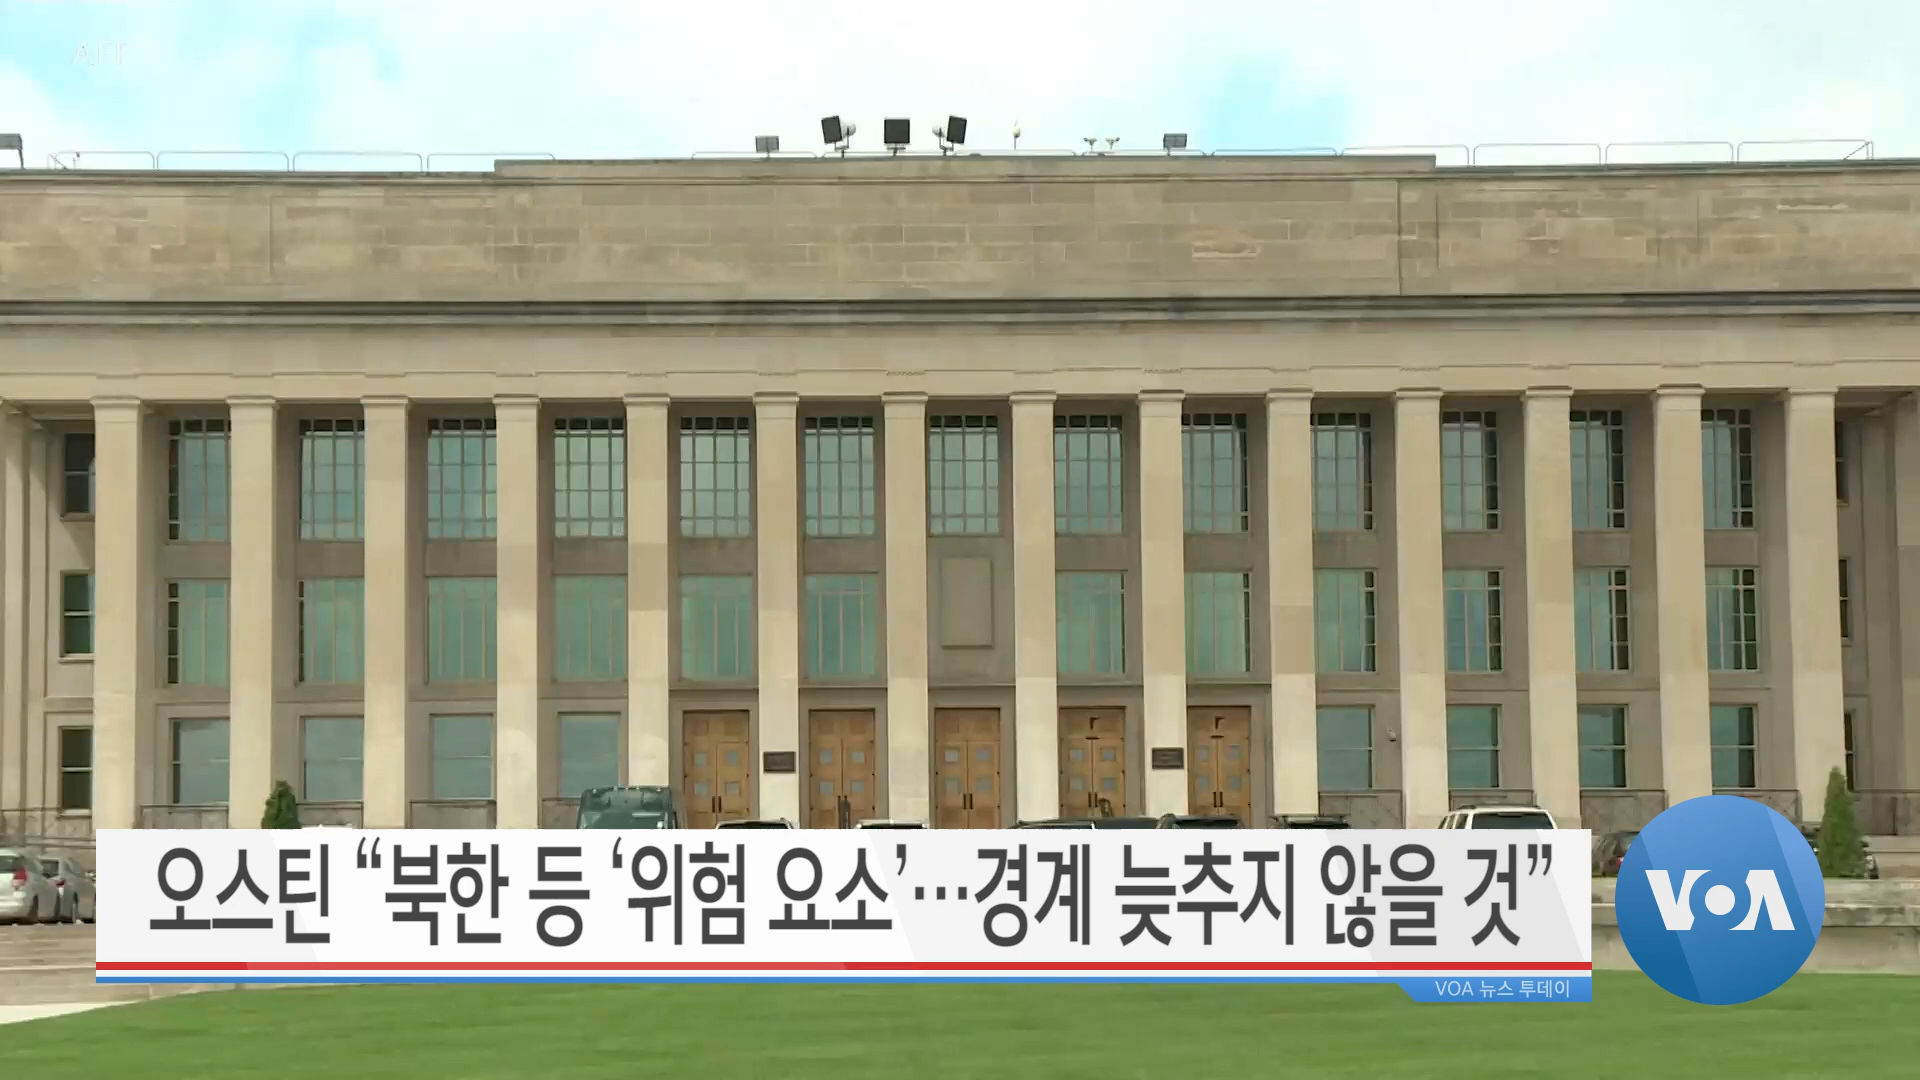 AFP
오스틴 “북한 등 ‘위험 요소’…경계 늦추지 않을 것”
VOA
VOA 뉴스 투데이